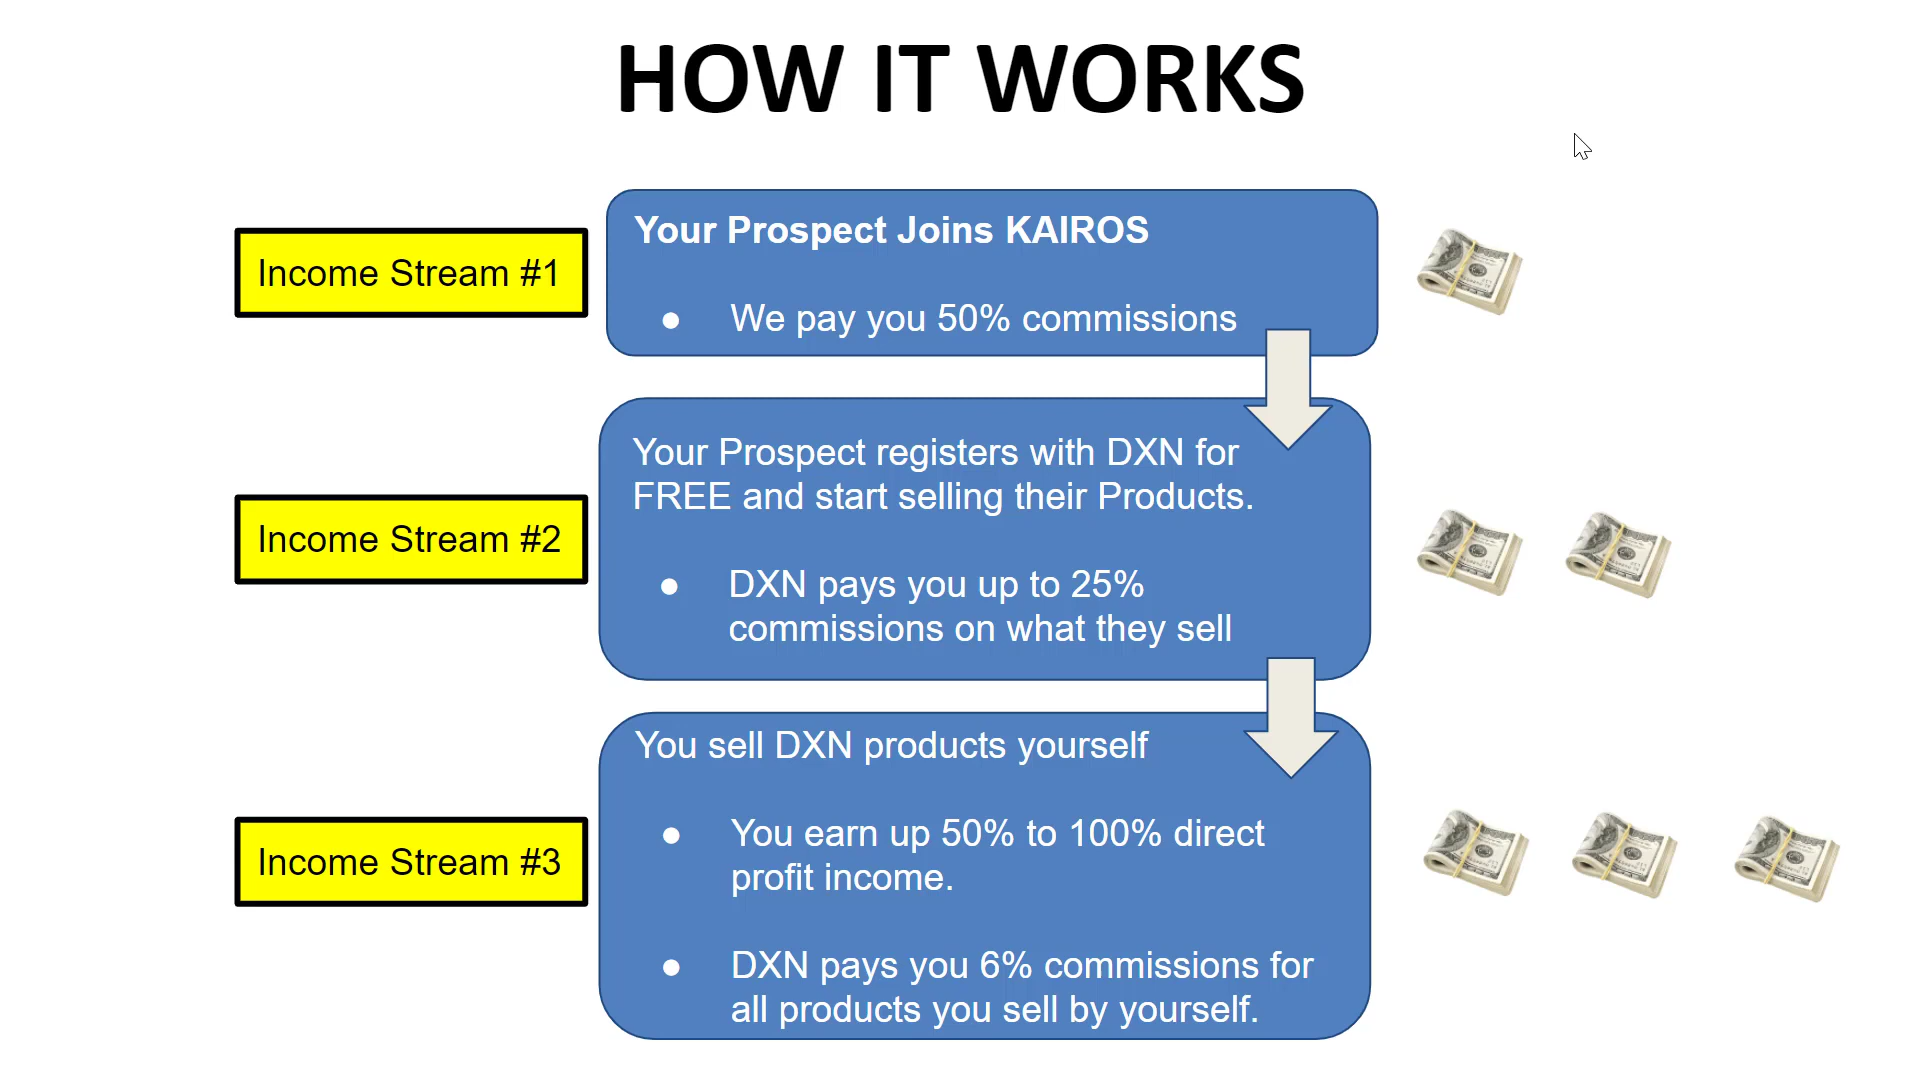 HOW IT WORKS
Income Stream #1
Your Prospect Joins KAIROS
● We pay you 50% commissions
Income Stream #2
Your Prospect registers with DXN for
FREE and start selling their Products.
● DXN pays you up to 25%
commissions on what they sell
Income Stream #3
You sell DXN products yourself
● You earn up 50% to 100% direct
profit income.
● DXN pays you 6% commissions for
all products you sell by yourself.